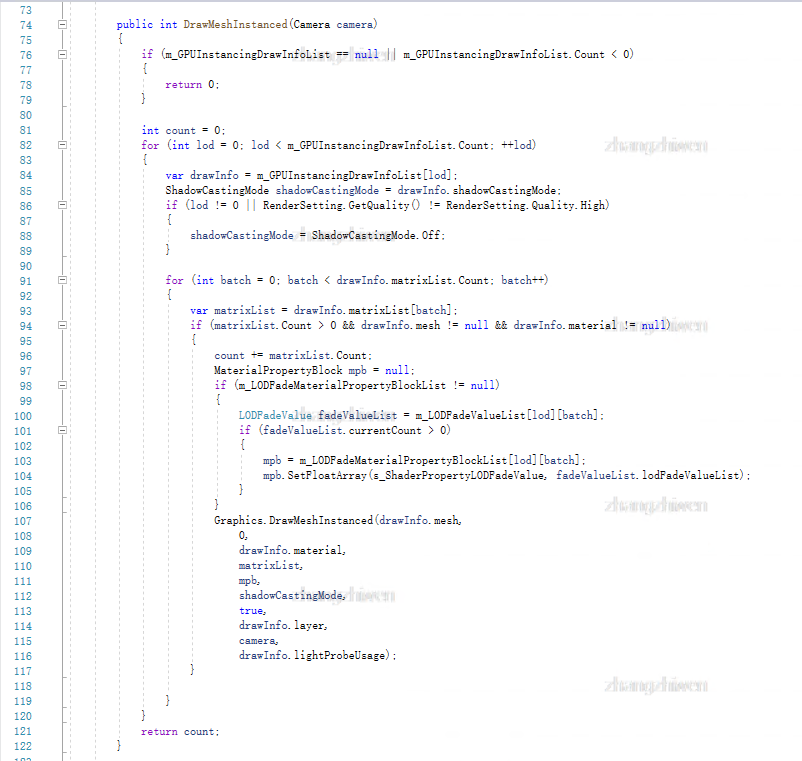 73
74 public int DrawMeshInstanced(Camera camera)
75 {
76 if (m_GPUInstancingDrawInfoList == null || m_GPUInstancingDrawInfoList.Count < 0)
77 {
78 return 0;
79 }
80
81 int count = 0;
82 for (int lod = 0; lod < m_GPUInstancingDrawInfoList.Count; ++lod)
83 {
84 var drawInfo = m_GPUInstancingDrawInfoList[lod];
85 ShadowCastingMode shadowCastingMode = drawInfo.shadowCastingMode;
86 if (lod != 0 || RenderSetting.GetQuality() != RenderSetting.Quality.High)
87 {
88 shadowCastingMode = ShadowCastingMode.Off;
89 }
90
91 for (int batch = 0; batch < drawInfo.matrixList.Count; batch++)
92 {
93 var matrixList = drawInfo.matrixList[batch];
94 if (matrixList.Count > 0 && drawInfo.mesh != null && drawInfo.material != null)
95 {
96 count += matrixList.Count;
97 MaterialPropertyBlock mpb = null;
98 if (m_LODFadeMaterialPropertyBlockList != null)
99 {
100 LODFadeValue fadeValueList = m_LODFadeValueList[lod][batch];
101 if (fadeValueList.currentCount > 0)
102 {
103 mpb = m_LODFadeMaterialPropertyBlockList[lod][batch];
104 mpb.SetFloatArray(s_ShaderPropertyLODFadeValue, fadeValueList.lodFadeValueList);
105 }
106 }
107 Graphics.DrawMeshInstanced(drawInfo.mesh,
108 0,
109 drawInfo.material,
110 matrixList,
111 mpb,
112 shadowCastingMode,
113 true,
114 drawInfo.layer,
115 camera,
116 drawInfo.lightProbeUsage);
117 }
118
119 }
120 }
121 return count;
122 }